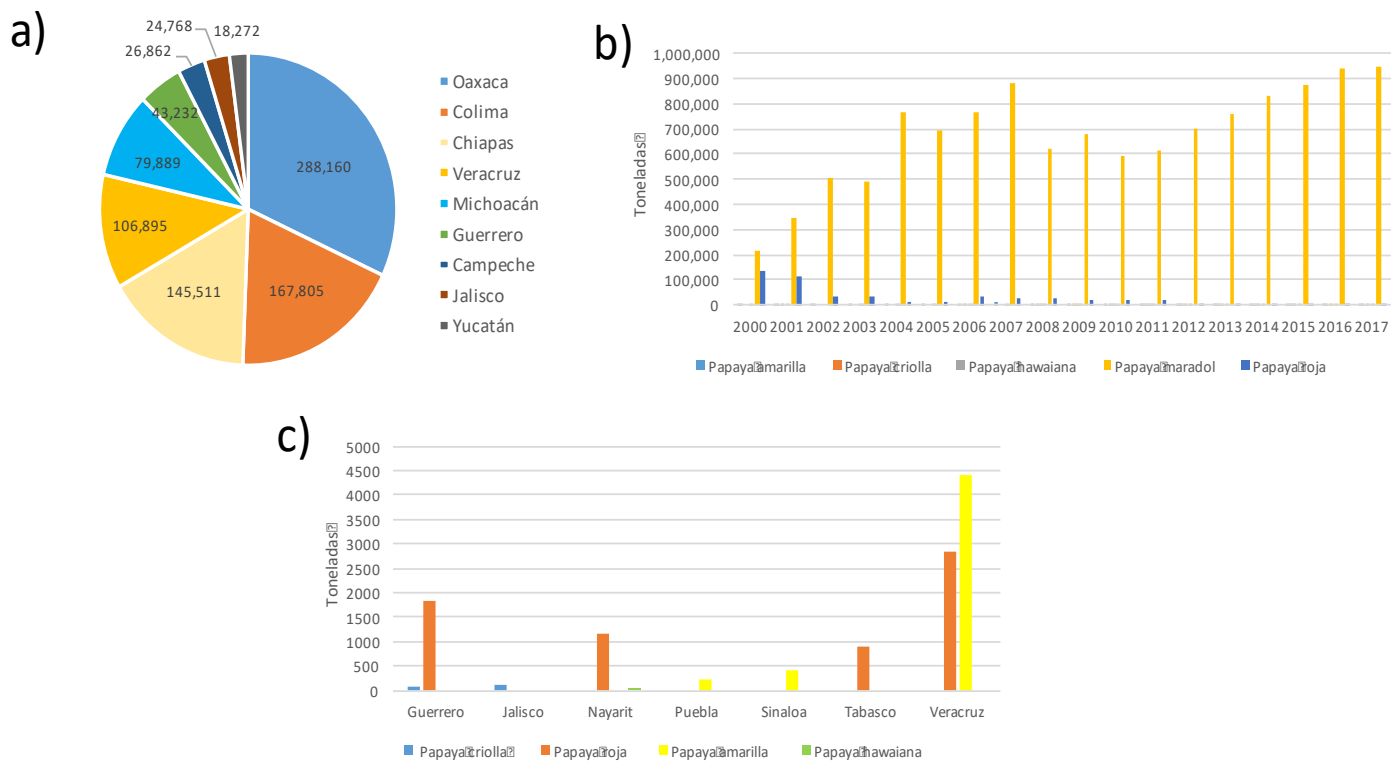 a)
24,768
18,272
26,862
43,232
79,889
288,160
106,895
145,511
167,805
Oaxaca
Colima
Chiapas
Veracruz
Michoacán
Guerrero
Campeche
Jalisco
Yucatán
b)
Toneladas
1,000,000
900,000
800,000
700,000
600,000
500,000
400,000
300,000
200,000
100,000
0
2000 2001 2002 2003 2004 2005 2006 2007 2008 2009 2010 2011 2012 2013 2014 2015 2016 2017
Papaya amarilla Papaya criolla Papaya hawaiana Papaya maradol Papaya roja
c)
Toneladas
5000
4500
4000
3500
3000
2500
2000
1500
1000
500
0
Guerrero Jalisco Nayarit Puebla Sinaloa Tabasco Veracruz
Papaya criolla Papaya roja Papaya amarilla Papaya hawaiana